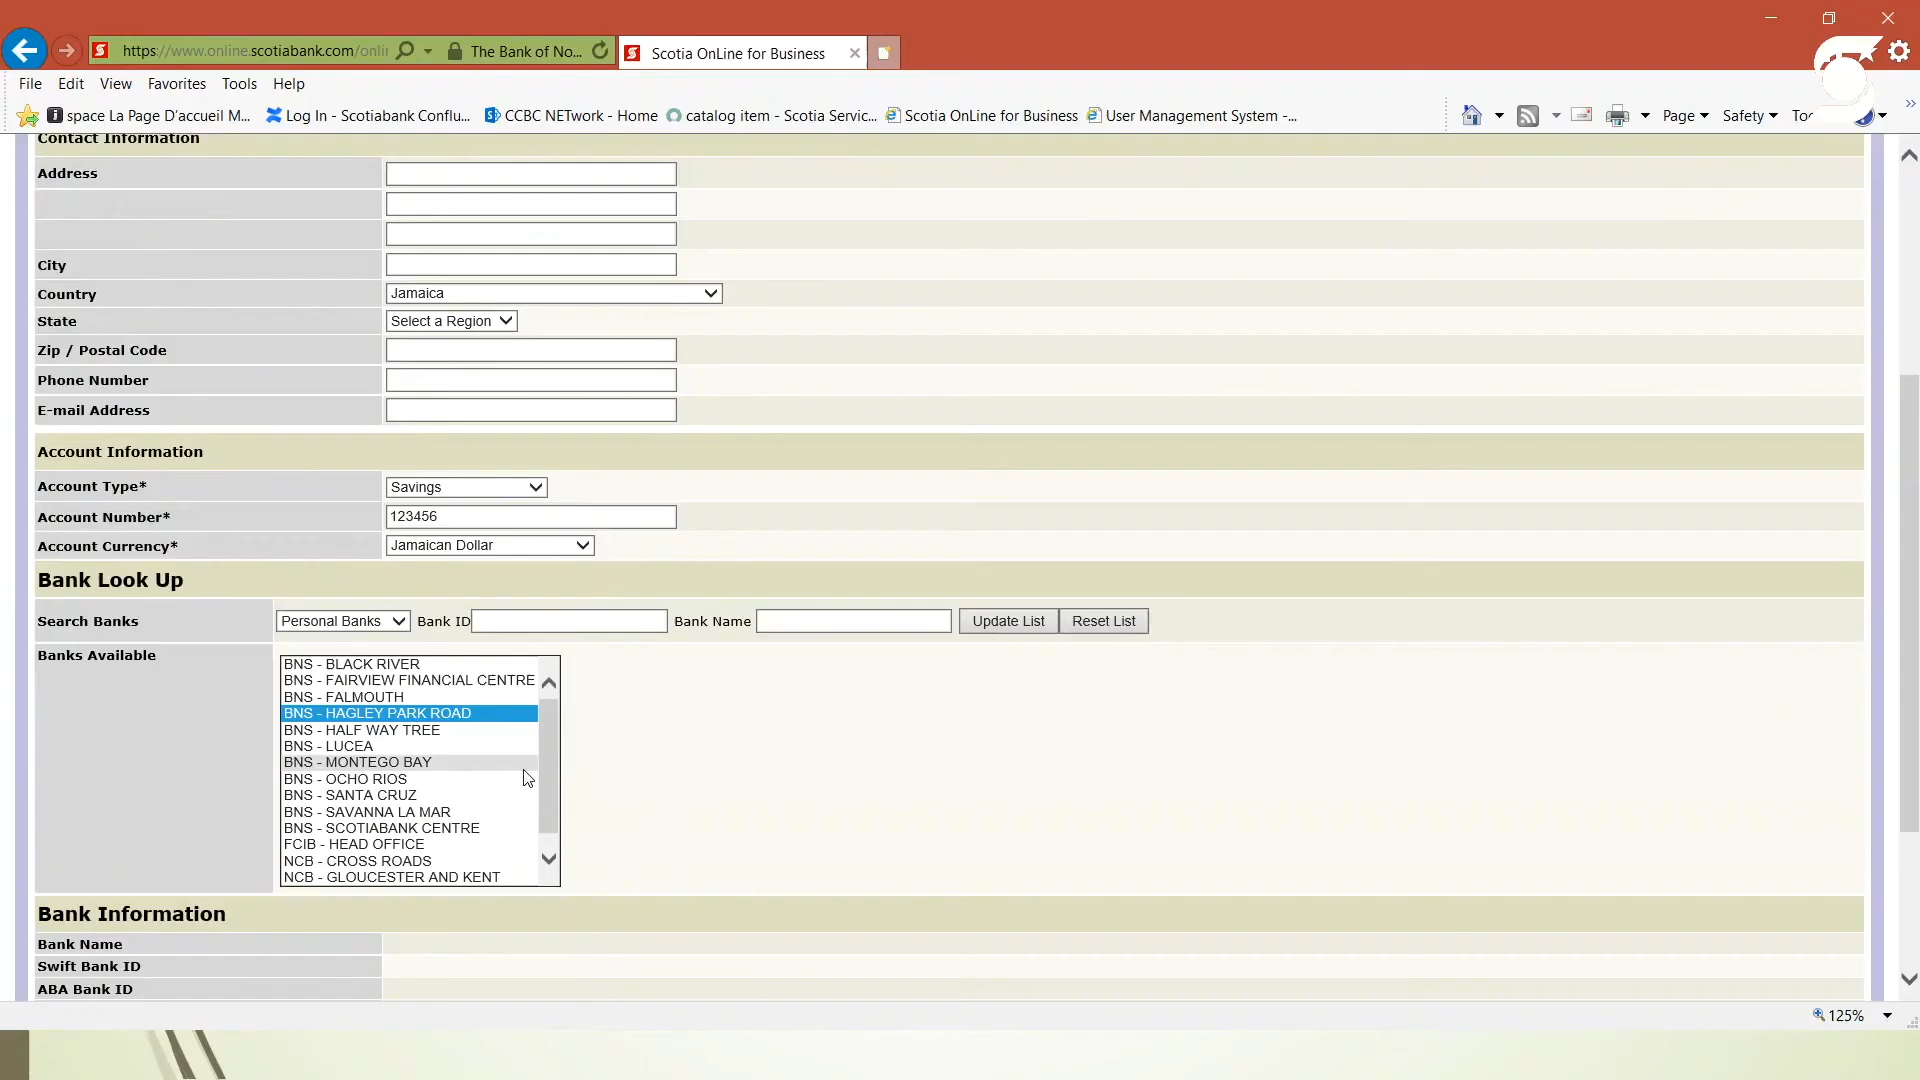 https://www.online.scotiabank.com/onlin The Bank of No... Scotia OnLine for Business
File Edit View Favorites Tools Help
space La Page D'accueil M... Log In - Scotiabank Conflu... CCBC NETwork - Home catalog item - Scotia Servic... Scotia OnLine for Business User Management System -... Page Safety
Contact Information
Address
City
Country Jamaica
State Select a Region
Zip / Postal Code
Phone Number
E-mail Address
Account Information
Account Type* Savings
Account Number* 123456
Account Currency* Jamaican Dollar
Bank Look Up
Search Banks Personal Banks Bank ID Bank Name Update List Reset List
Banks Available
BNS - BLACK RIVER
BNS - FAIRVIEW FINANCIAL CENTRE
BNS - FALMOUTH
BNS - HAGLEY PARK ROAD
BNS - HALF WAY TREE
BNS - LUCEA
BNS - MONTEGO BAY
BNS - OCHO RIOS
BNS - SANTA CRUZ
BNS - SAVANNA LA MAR
BNS - SCOTIABANK CENTRE
FCIB - HEAD OFFICE
NCB - CROSS ROADS
NCB - GLOUCESTER AND KENT
Bank Information
Bank Name
Swift Bank ID
ABA Bank ID
125%